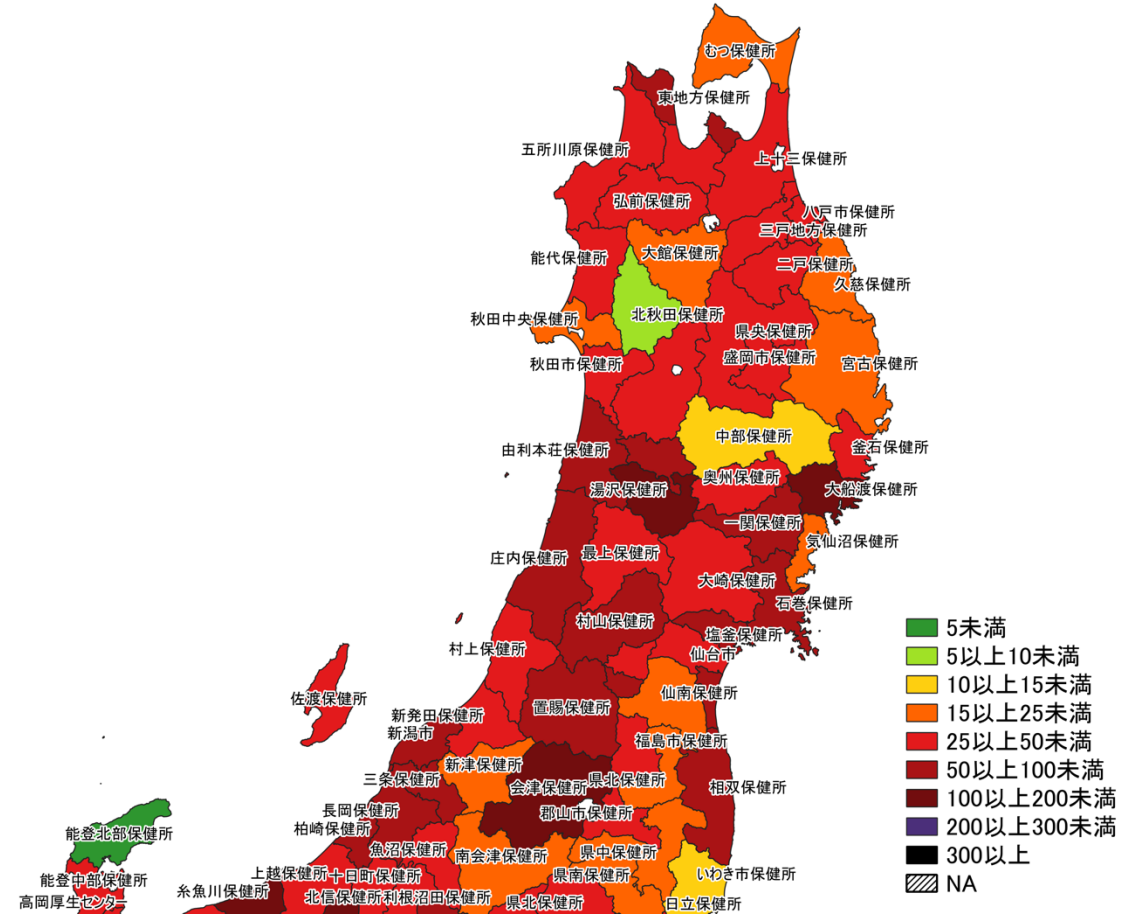 むつ保健所
東地方保健所
五所川原保健所
上十三保健所
弘前保健所
八戸市保健所
三戸地方保健所
大館保健所
能代保健所
二戸保健所
久慈保健所
北秋田保健所
秋田中央保健所
県央保健所
盛岡市保健所
秋田市保健所
宮古保健所
中部保健所
釜石保健所
由利本荘保健所
奥州保健所
湯沢保健所
大船渡保健所
一関保健所
気仙沼保健所
庄内保健所
最上保健所
大崎保健所
石巻保健所
村山保健所
塩釜保健所
仙台市
村上保健所
佐渡保健所
仙南保健所
置賜保健所
新発田保健所
新潟市
福島市保健所
新津保健所
三条保健所
会津保健所
県北保健所
相双保健所
長岡保健所
郡山市保健所
柏崎保健所
能登北部保健所
魚沼保健所
南会津保健所
県中保健所
上越保健所
十日町保健所
県南保健所
いわき市保健所
能登中部保健所
糸魚川保健所
北信保健所
利根沼田保健所
県北保健所
日立保健所
高岡厚生センター
5未満
5以上10未満
10以上15未満
15以上25未満
25以上50未満
50以上100未満
100以上200未満
200以上300未満
300以上
NA